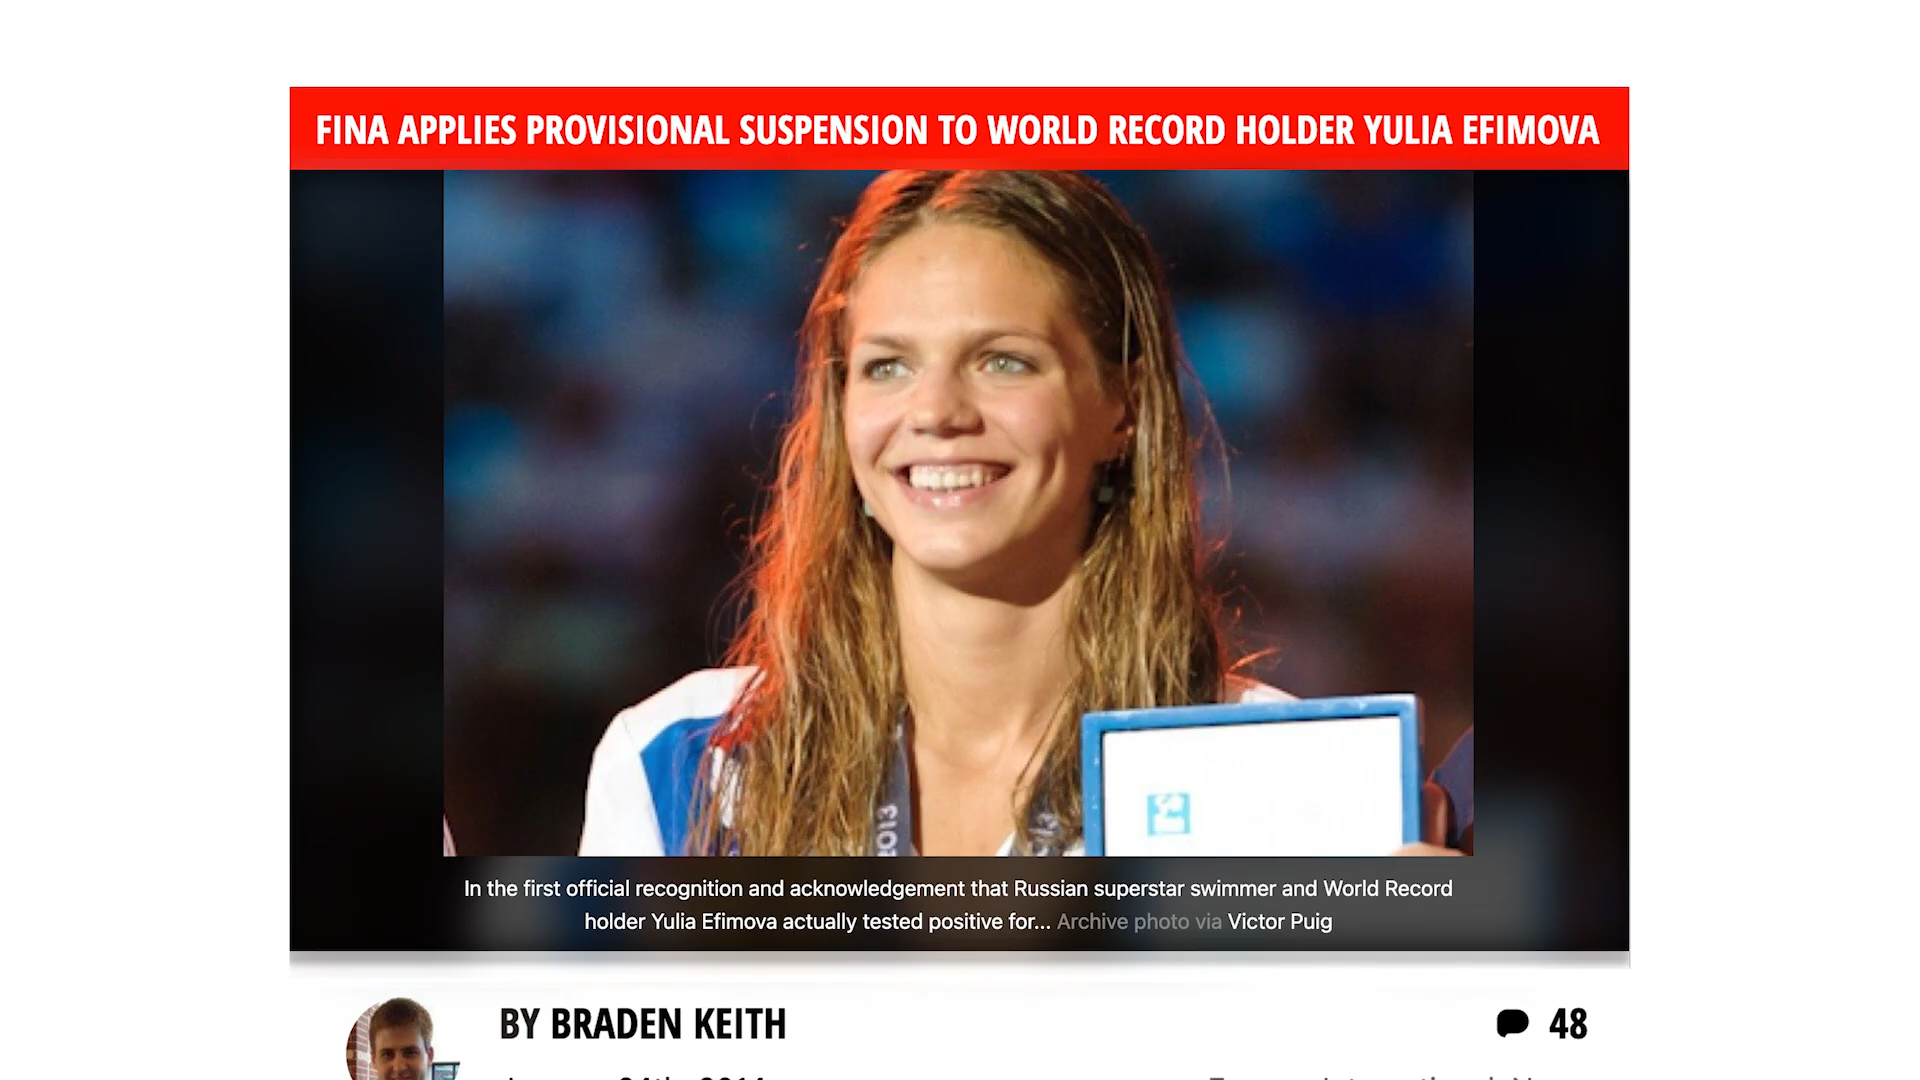 FINA APPLIES PROVISIONAL SUSPENSION TO WORLD RECORD HOLDER YULIA EFIMOVA
2013
In the first official recognition and acknowledgement that Russian superstar swimmer and World Record
holder Yulia Efimova actually tested positive for... Archive photo via Victor Puig
BY BRADEN KEITH
48